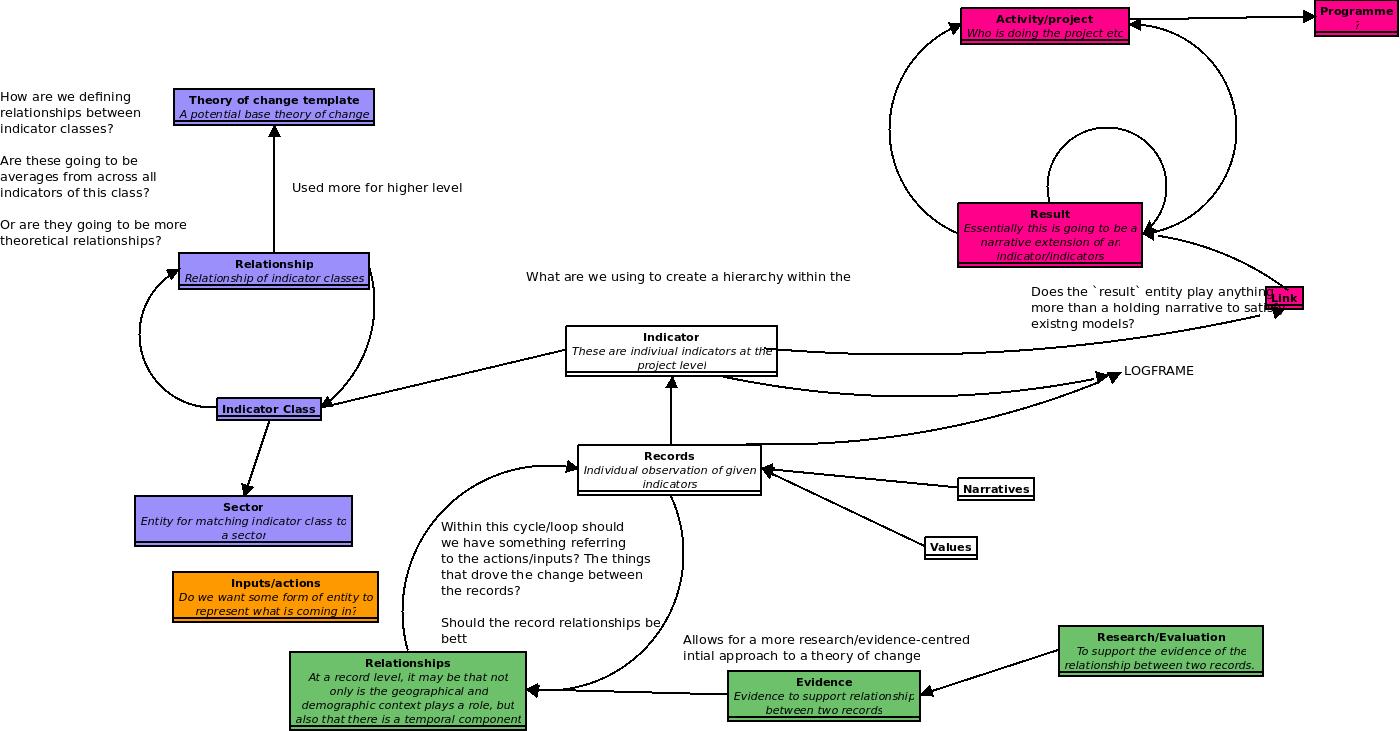 Programme
?
Activity/project
Who is doing the project etc
How are we defining
relationships between
indicator classes?
Are these going to be
averages from across all
indicators of this class?
Or are they going to be more
theoretical relationships?
Theory of change template
A potential base theory of change
Used more for higher level
Relationship
Relationship of indicator classes
Result
Essentially this is going to be a
narrative extension of an
indicator/indicators
What are we using to create a hierarchy within the
Link
Does the `result` entity play anything
more than a holding narrative to satisfy
existng models?
Indicator
These are indiviual indicators at the
project level
LOGFRAME
Indicator Class
Records
Individual observation of given
indicators
Narratives
Values
Sector
Entity for matching indicator class to
a sector
Within this cycle/loop should
we have something referring
to the actions/inputs? The things
that drove the change between
the records?
Should the record relationships be
bett
Inputs/actions
Do we want some form of entity to
represent what is coming in?
Relationships
At a record level, it may be that not
only is the geographical and
demographic context plays a role, but
also that there is a temporal component
Allows for a more research/evidence-centred
intial approach to a theory of change
Evidence
Evidence to support relationship
between two records
Research/Evaluation
To support the evidence of the
relationship between two records.